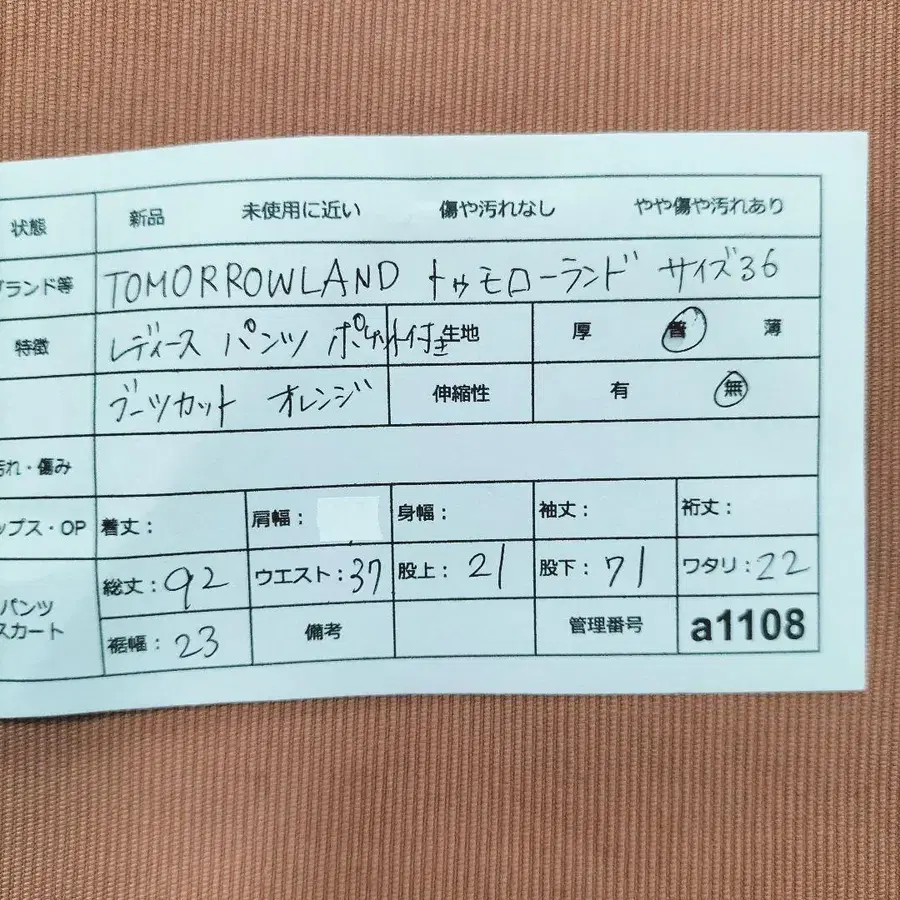 状態 新品 未使用に近い 傷や汚れなし やや傷や汚れあり
ブランド等 TOMORROWLAND トゥモローランド サイズ36
特徴 レディース パンツ ポケット付き 生地 厚 普 薄
ブーツカット オレンジ 伸縮性 有 無
汚れ・傷み
ップス・OP 着丈： 肩幅： 身幅： 袖丈： 裄丈：
パンツ
スカート
総丈：92 ウエスト：37 股上：21 股下：71 ワタリ：22
裾幅：23 備考 管理番号 a1108